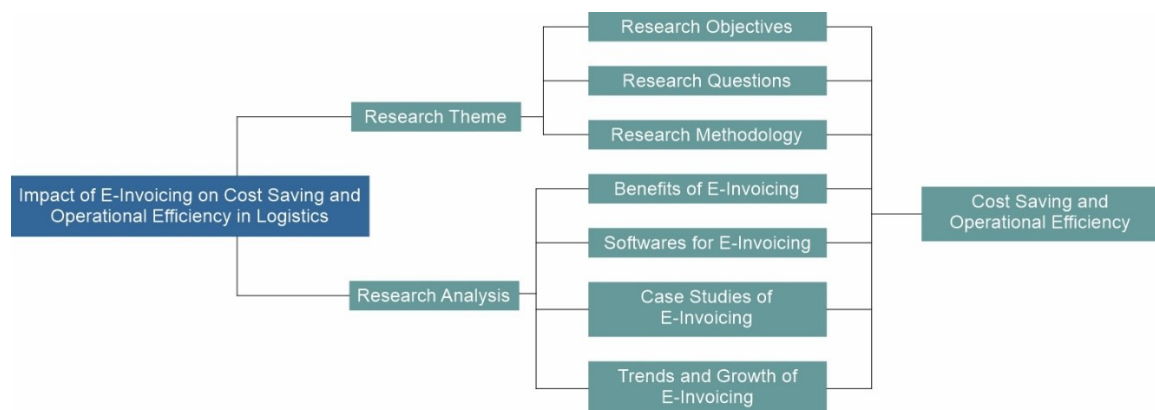 Impact of E-Invoicing on Cost Saving and
Operational Efficiency in Logistics
Research Theme
Research Analysis
Research Objectives
Research Questions
Research Methodology
Benefits of E-Invoicing
Softwares for E-Invoicing
Case Studies of
E-Invoicing
Trends and Growth of
E-Invoicing
Cost Saving and
Operational Efficiency